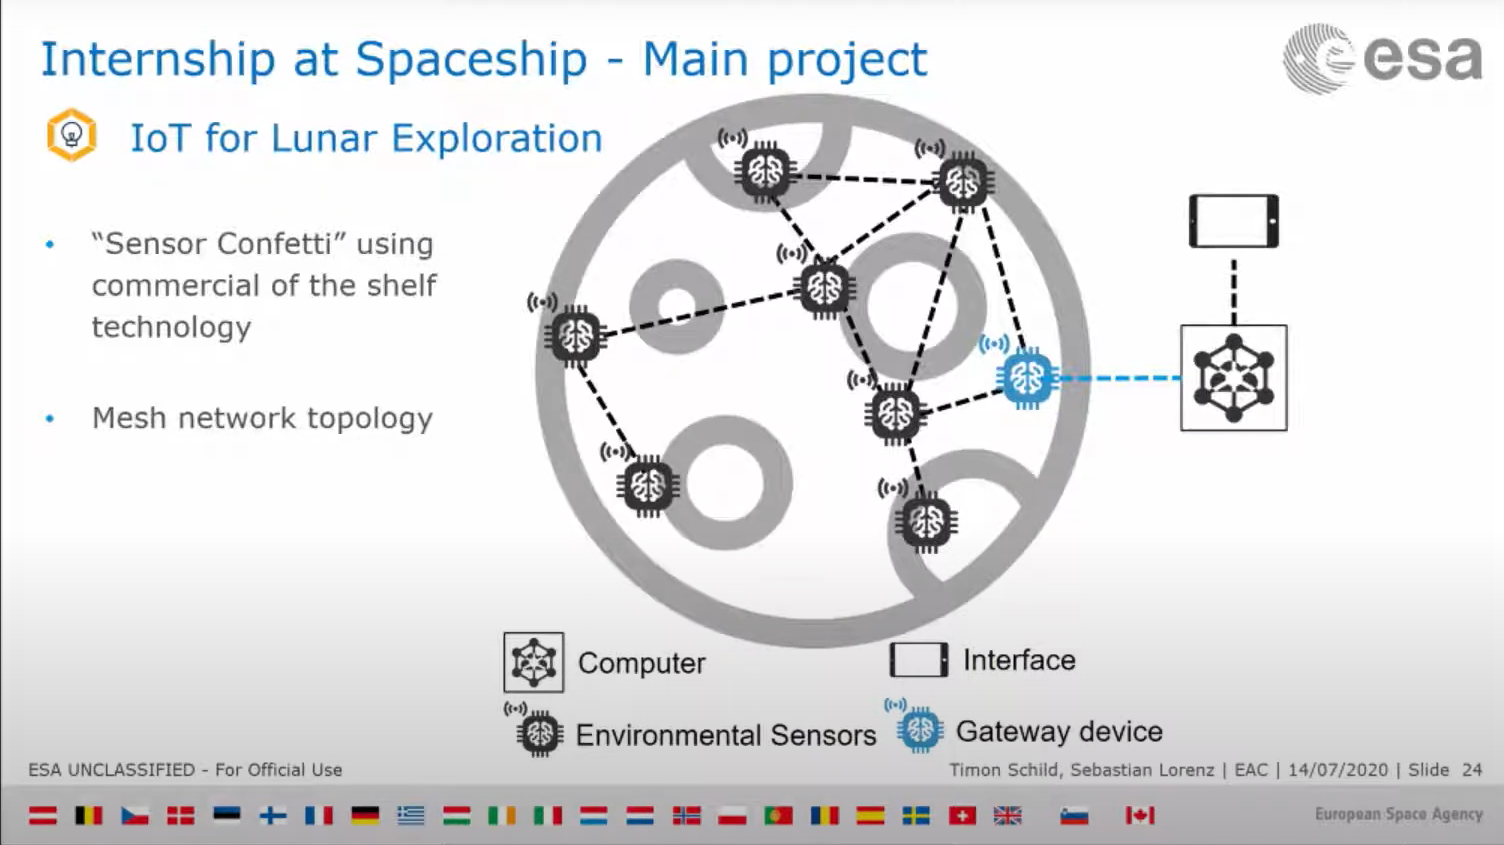 Internship at Spaceship - Main project
esa
IoT for Lunar Exploration
• “Sensor Confetti” using
commercial of the shelf
technology
• Mesh network topology
Computer
Interface
Environmental Sensors
Gateway device
ESA UNCLASSIFIED - For Official Use
Timon Schild, Sebastian Lorenz | EAC | 14/07/2020 | Slide 24
European Space Agency